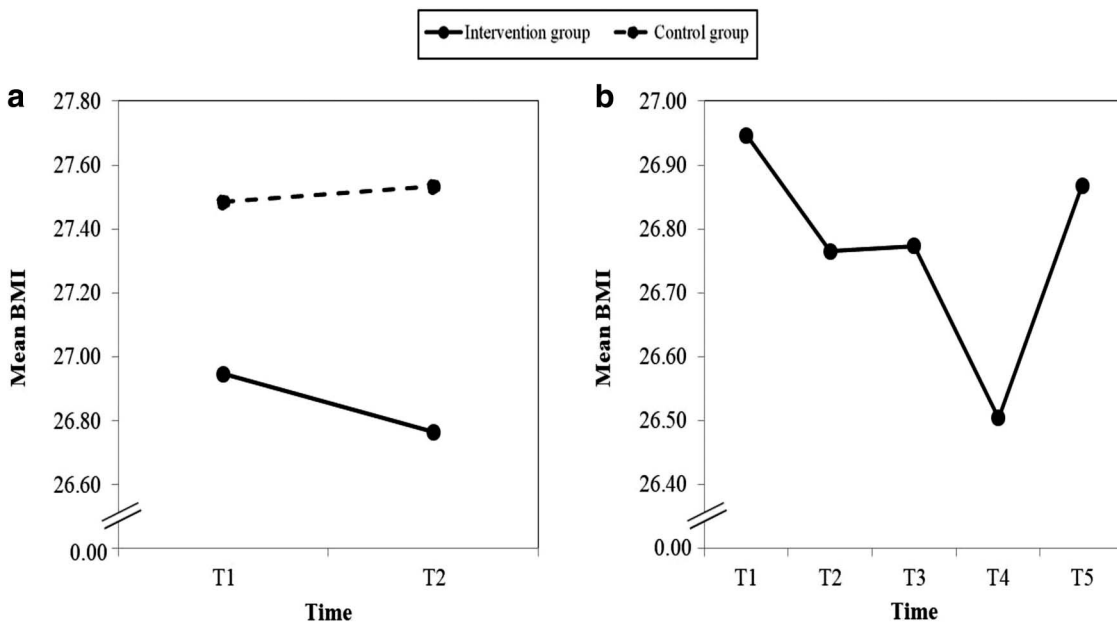 Intervention group Control group
a
27.80
27.60
27.40
27.20
27.00
26.80
26.60
0.00
Mean BMI
T1 T2
Time
b
27.00
26.90
26.80
26.70
26.60
26.50
26.40
0.00
Mean BMI
T1 T2 T3 T4 T5
Time